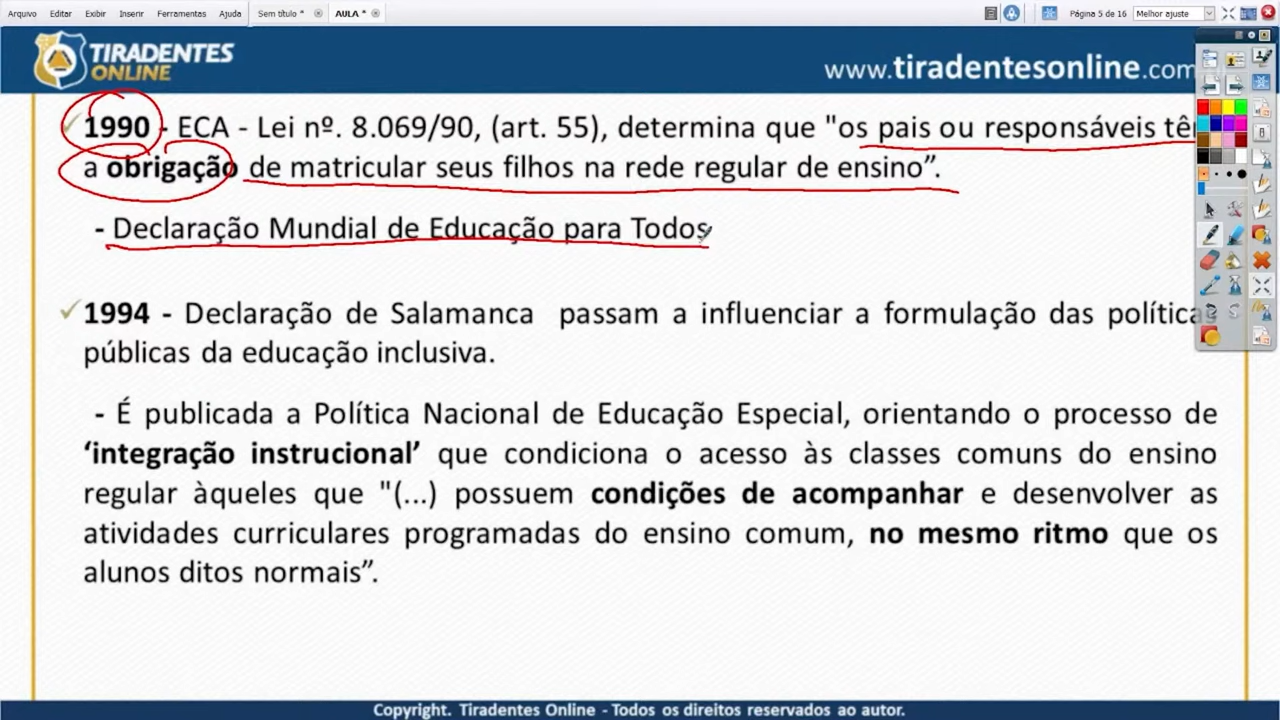 Arquivo Editar Exibir Inserir Ferramentas Ajuda Sem título * AULA * Página 5 de 16 Melhor ajuste
TIRADENTES
ONLINE
www.tiradentesonline.com
1990 - ECA - Lei nº. 8.069/90, (art. 55), determina que "os pais ou responsáveis têm
a obrigação de matricular seus filhos na rede regular de ensino”.
- Declaração Mundial de Educação para Todos
1994 - Declaração de Salamanca passam a influenciar a formulação das políticas
públicas da educação inclusiva.
- É publicada a Política Nacional de Educação Especial, orientando o processo de
‘integração instrucional’ que condiciona o acesso às classes comuns do ensino
regular àqueles que "(...) possuem condições de acompanhar e desenvolver as
atividades curriculares programadas do ensino comum, no mesmo ritmo que os
alunos ditos normais”.
Copyright. Tiradentes Online - Todos os direitos reservados ao autor.